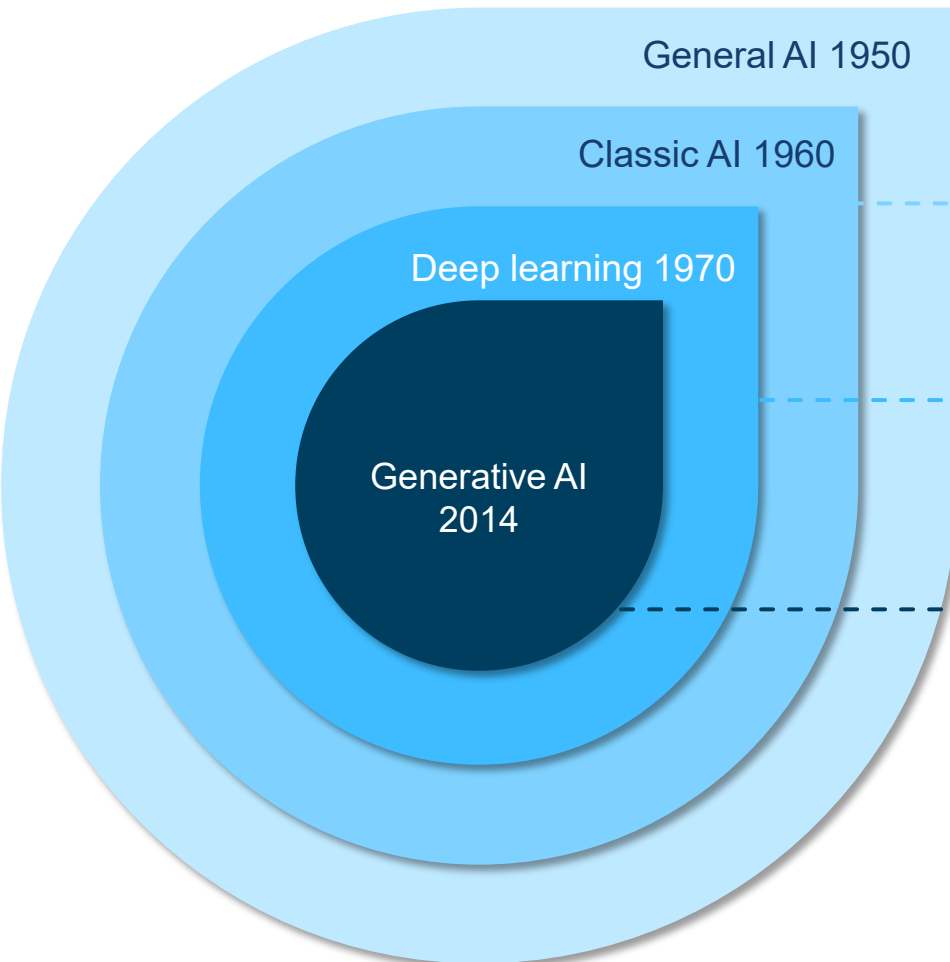 General AI 1950
Classic AI 1960
Deep learning 1970
Generative AI
2014